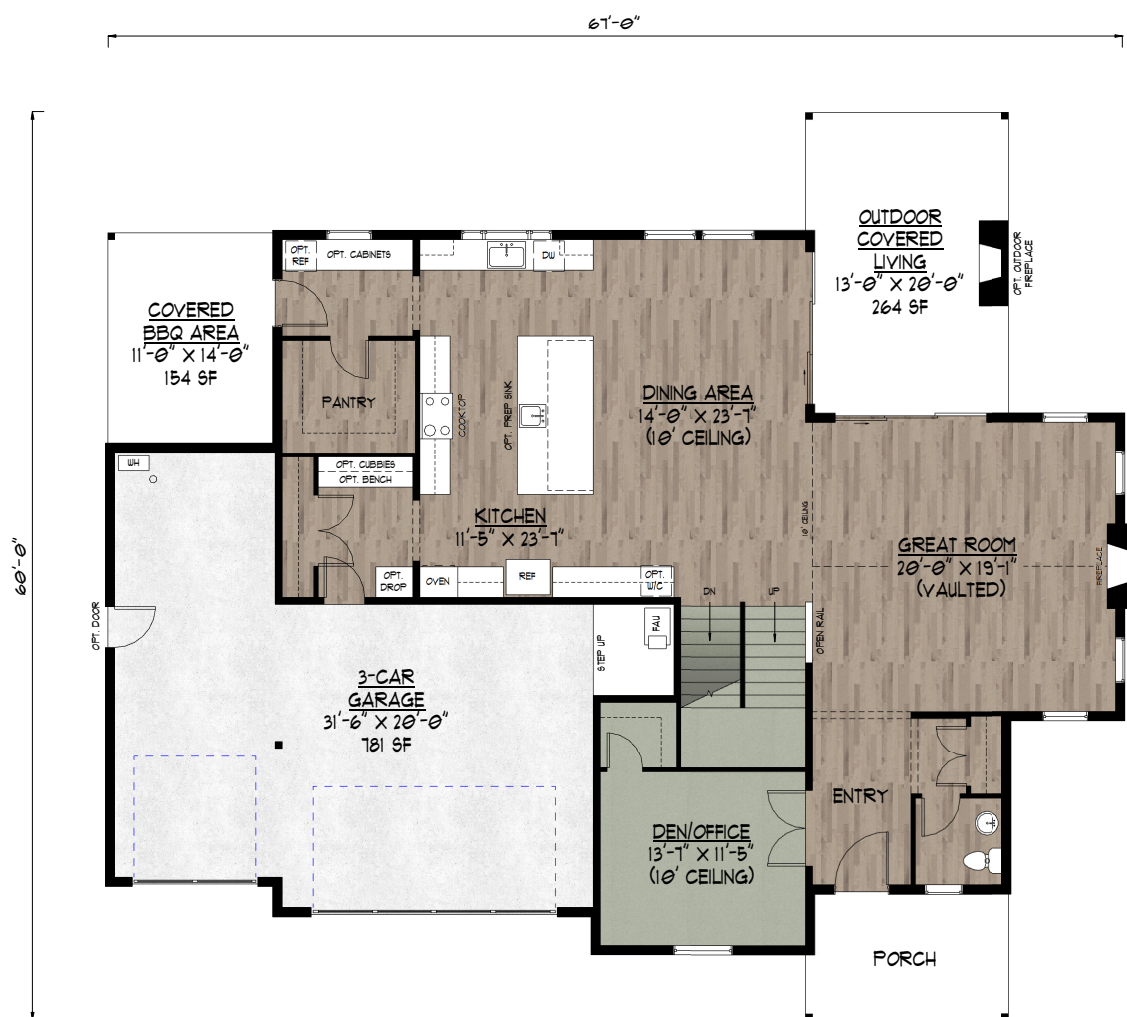 67'-0"
60'-0"
OUTDOOR
COVERED
LIVING
13'-0" X 20'-0"
264 SF
OPT. OUTDOOR
FIREPLACE
OPT.
REF
OPT. CABINETS
DW
COVERED
BBQ AREA
11'-0" X 14'-0"
154 SF
PANTRY
COOKTOP
OPT. PREP SINK
DINING AREA
14'-0" X 23'-7"
(10' CEILING)
WH
OPT. CUBBIES
OPT. BENCH
KITCHEN
11'-5" X 23'-7"
10' CEILING
GREAT ROOM
20'-0" X 19'-1"
(VAULTED)
FIREPLACE
OPT.
DROP
OVEN
REF
OPT.
W/C
DN
UP
OPT. DOOR
STEP UP
FAU
OPEN RAIL
3-CAR
GARAGE
31'-6" X 20'-0"
781 SF
ENTRY
DEN/OFFICE
13'-7" X 11'-5"
(10' CEILING)
PORCH